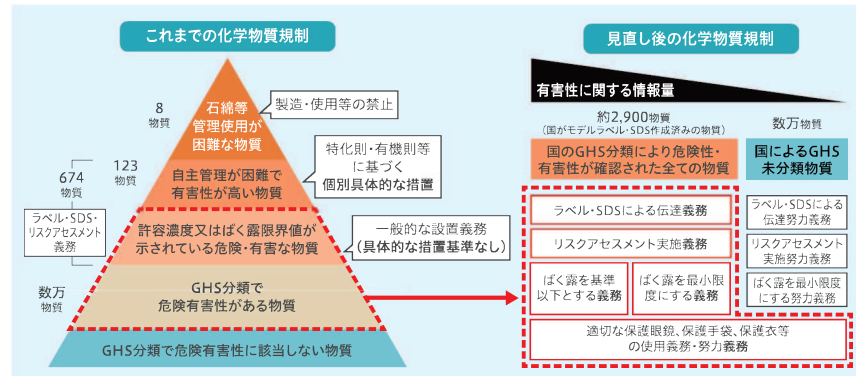 これまでの化学物質規制
8
物質
石綿等
管理使用が
困難な物質
製造・使用等の禁止
123
物質
自主管理が困難で
有害性が高い物質
特化則・有機則等
に基づく
個別具体的な措置
674
物質
ラベル・SDS・
リスクアセスメント
義務
許容濃度又はばく露限界値が
示されている危険・有害な物質
一般的な設置義務
(具体的な措置基準なし)
数万
物質
GHS分類で
危険有害性がある物質
GHS分類で危険有害性に該当しない物質
見直し後の化学物質規制
有害性に関する情報量
約2,900物質
(国がモデルラベル・SDS作成済みの物質)
数万物質
国のGHS分類により危険性・
有害性が確認された全ての物質
国によるGHS
未分類物質
ラベル・SDSによる伝達義務
リスクアセスメント実施義務
ばく露を基準
以下とする義務
ばく露を最小限
度にする義務
ラベル・SDSによる
伝達努力義務
リスクアセスメント
実施努力義務
ばく露を最小限度
にする努力義務
適切な保護眼鏡、保護手袋、保護衣等
の使用義務・努力義務